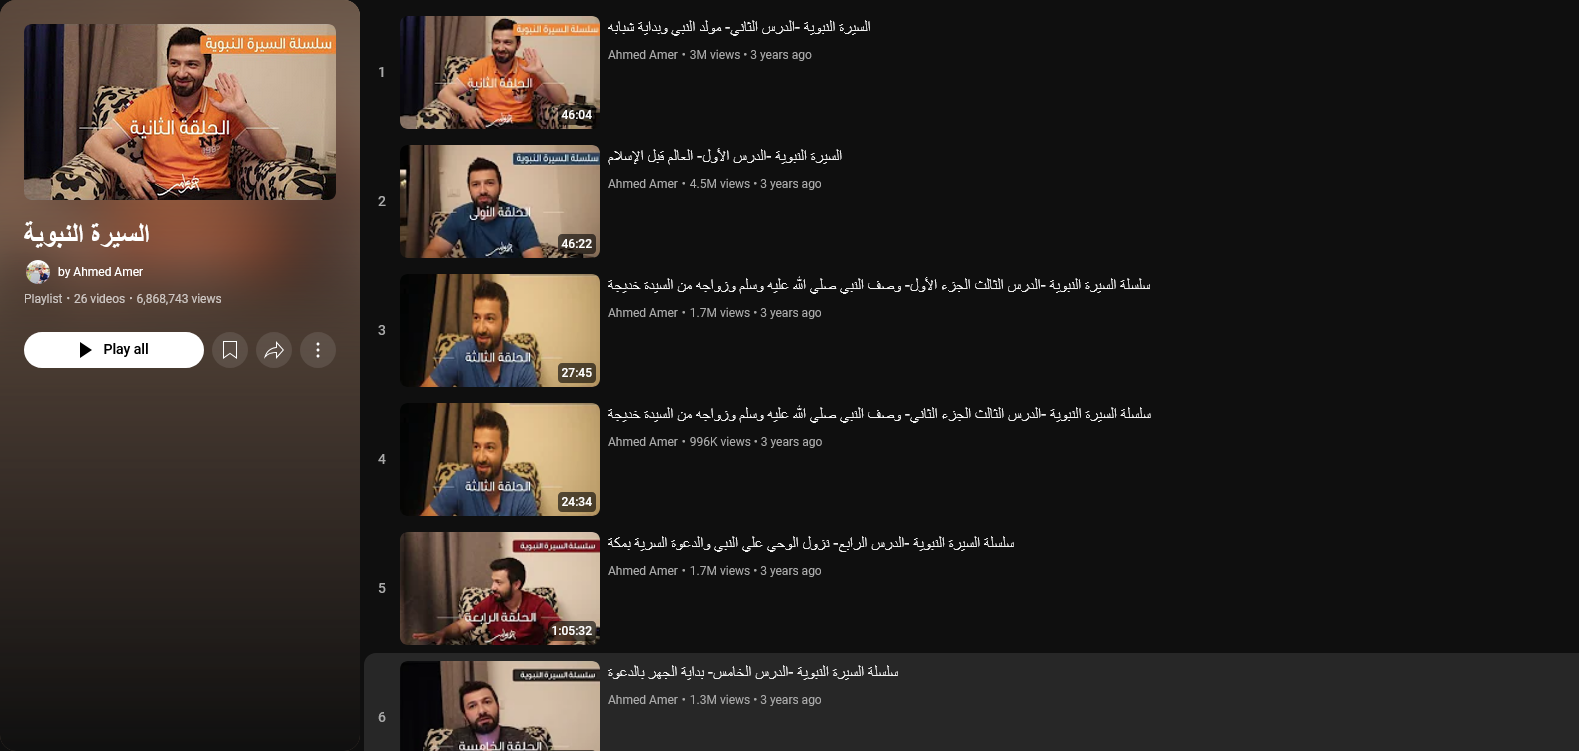 سلسلة السيرة النبوية
الحلقة الثانية
السيرة النبوية
by Ahmed Amer
Playlist • 26 videos • 6,868,743 views
Play all
1
سلسلة السيرة النبوية
الحلقة الثانية
46:04
السيرة النبوية -الدرس الثاني- مولد النبي وبداية شبابه
Ahmed Amer • 3M views • 3 years ago
2
سلسلة السيرة النبوية
الحلقة الأولى
46:22
السيرة النبوية -الدرس الأول- العالم قبل الإسلام
Ahmed Amer • 4.5M views • 3 years ago
3
الحلقة الثالثة
27:45
سلسلة السيرة النبوية -الدرس الثالث الجزء الأول- وصف النبي صلي الله عليه وسلم وزواجه من السيدة خديجة
Ahmed Amer • 1.7M views • 3 years ago
4
الحلقة الثالثة
24:34
سلسلة السيرة النبوية -الدرس الثالث الجزء الثاني- وصف النبي صلي الله عليه وسلم وزواجه من السيدة خديجة
Ahmed Amer • 996K views • 3 years ago
5
سلسلة السيرة النبوية
الحلقة الرابعة
1:05:32
سلسلة السيرة النبوية -الدرس الرابع- نزول الوحي علي النبي والدعوة السرية بمكة
Ahmed Amer • 1.7M views • 3 years ago
6
سلسلة السيرة النبوية
الحلقة الخامسة
سلسلة السيرة النبوية -الدرس الخامس- بداية الجهر بالدعوة
Ahmed Amer • 1.3M views • 3 years ago